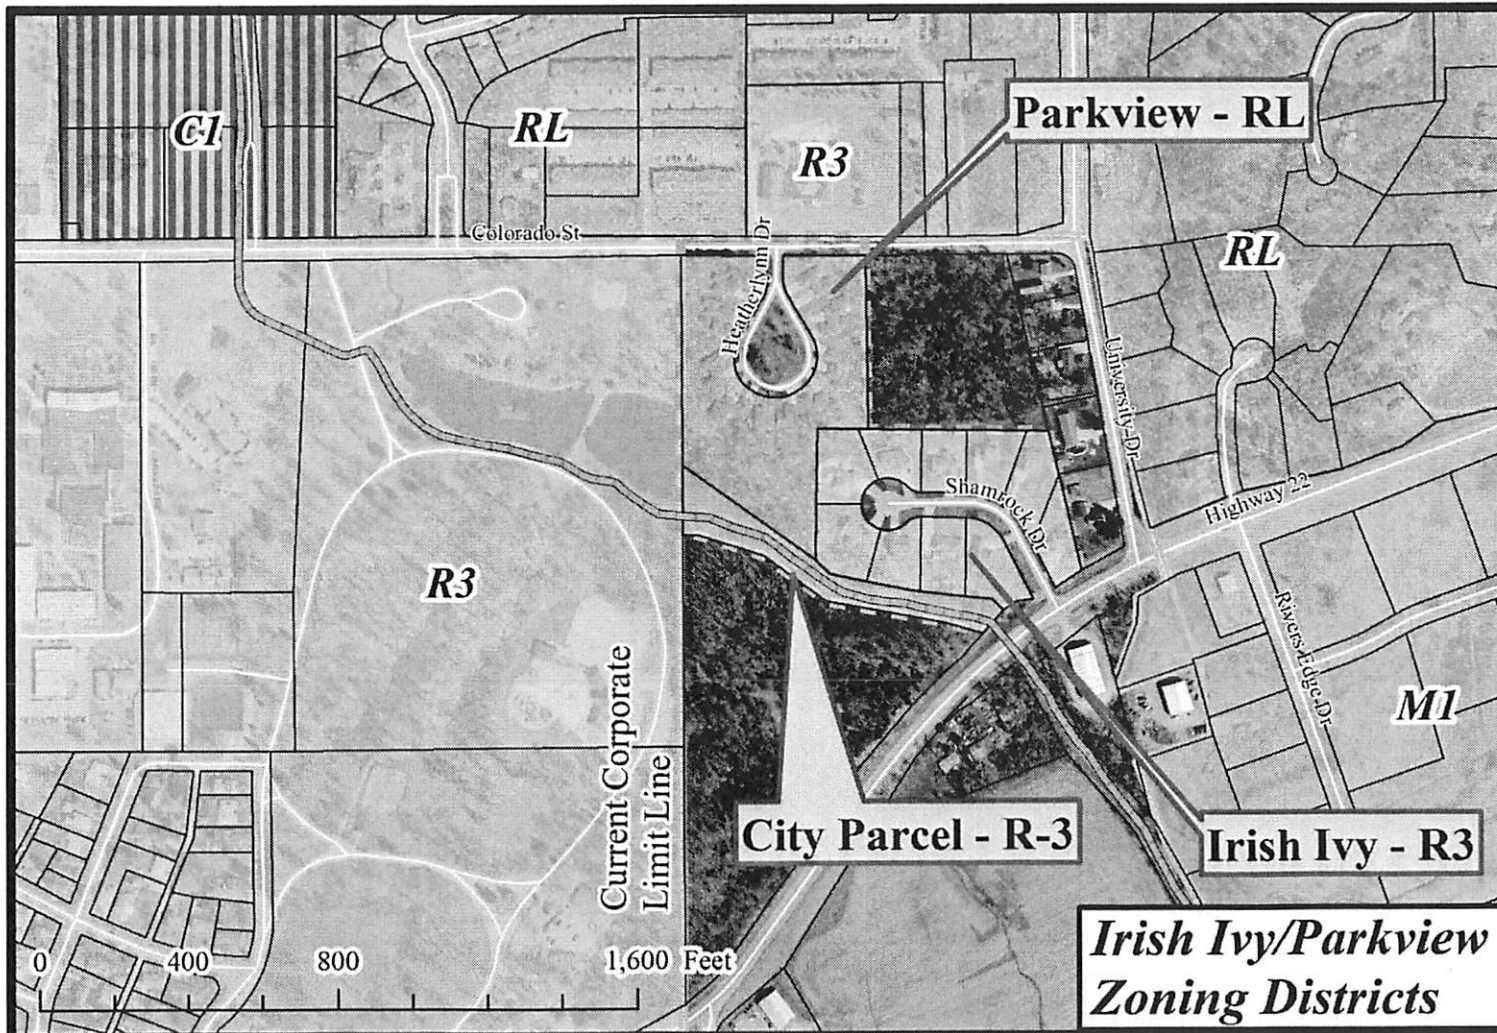 C1
RL
Parkview - RL
R3
Colorado St
Heatherlynn Dr
RL
University Dr
Shamrock Dr
Highway 22
R3
Rivers Edge Dr
M1
Current Corporate
Limit Line
City Parcel - R-3
Irish Ivy - R3
0 400 800 1,600 Feet
Irish Ivy/Parkview
Zoning Districts